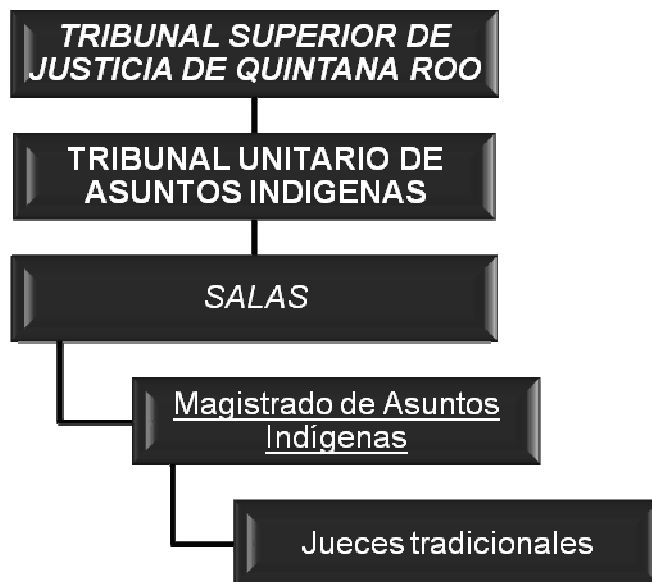 TRIBUNAL SUPERIOR DE
JUSTICIA DE QUINTANA ROO
TRIBUNAL UNITARIO DE
ASUNTOS INDIGENAS
SALAS
Magistrado de Asuntos
Indígenas
Jueces tradicionales